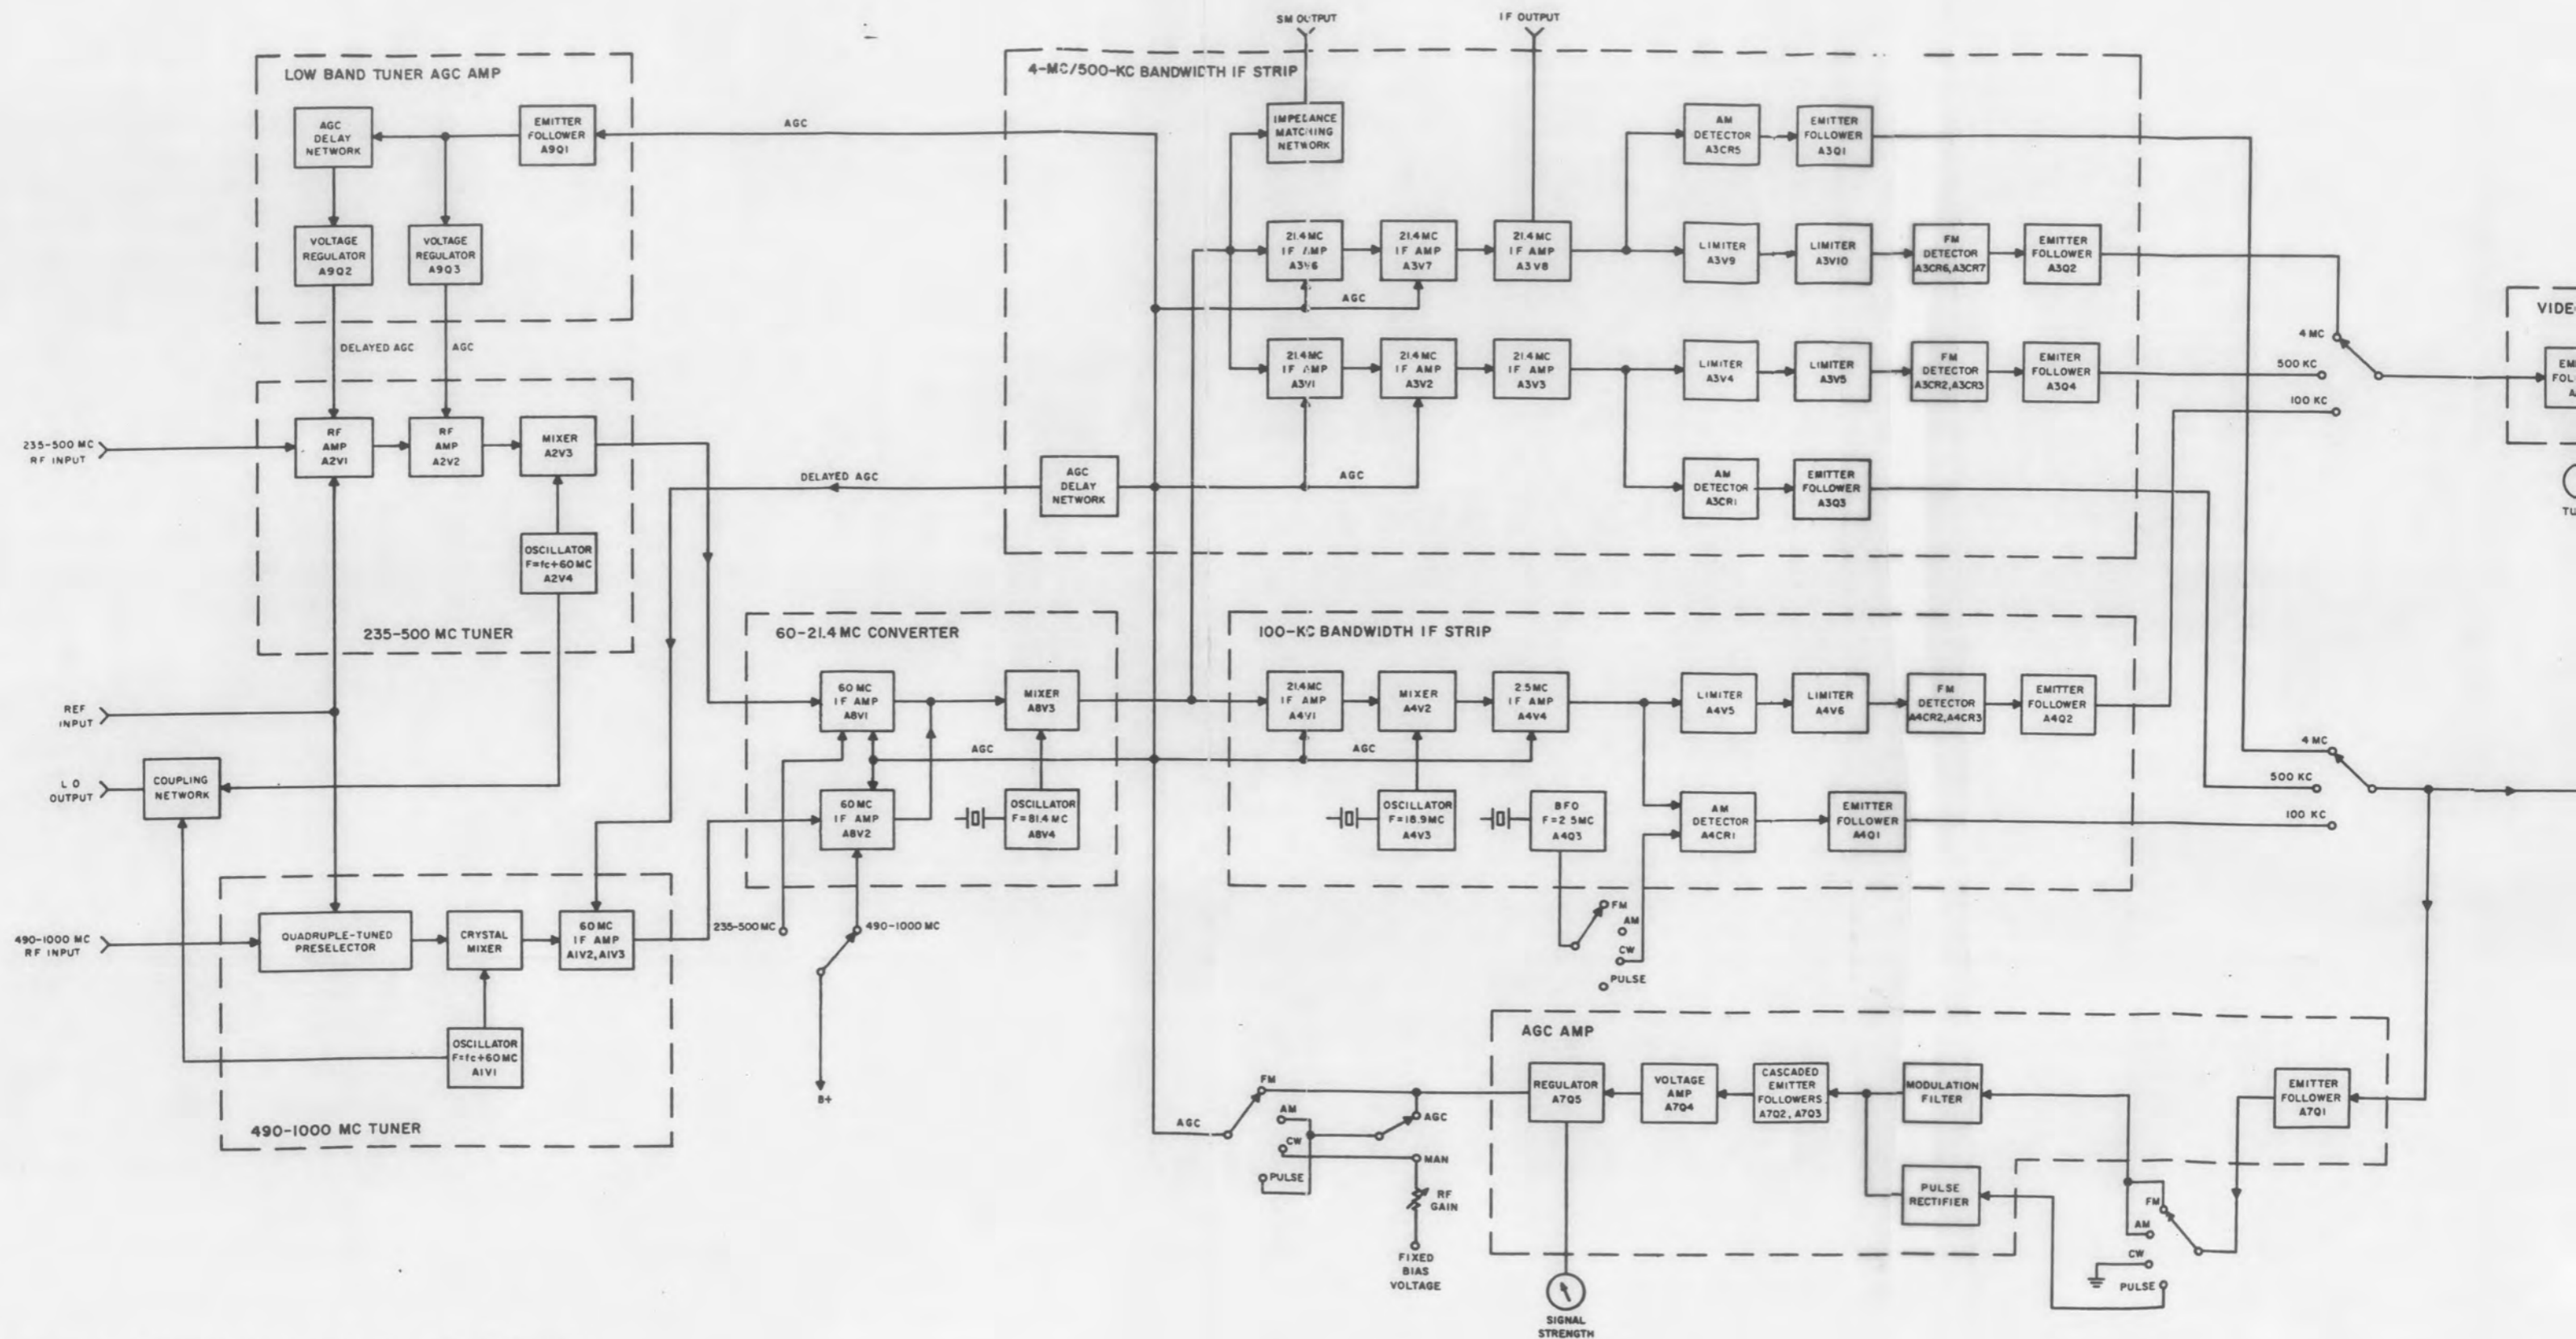 SM OUTPUT
IF OUTPUT
LOW BAND TUNER AGC AMP
AGC
DELAY
NETWORK
EMITTER
FOLLOWER
A9Q1
VOLTAGE
REGULATOR
A9Q2
VOLTAGE
REGULATOR
A9Q3
AGC
DELAYED AGC
AGC
235-500 MC
RF INPUT
RF
AMP
A2V1
RF
AMP
A2V2
MIXER
A2V3
OSCILLATOR
F=fc+60MC
A2V4
235-500 MC TUNER
REF
INPUT
LO
OUTPUT
COUPLING
NETWORK
490-1000 MC
RF INPUT
QUADRUPLE-TUNED
PRESELECTOR
CRYSTAL
MIXER
60MC
IF AMP
A1V2,A1V3
OSCILLATOR
F=fc+60MC
A1V1
490-1000 MC TUNER
DELAYED AGC
60-21.4 MC CONVERTER
60MC
IF AMP
A8V1
MIXER
A8V3
AGC
60MC
IF AMP
A8V2
OSCILLATOR
F=81.4MC
A8V4
235-500MC
490-1000 MC
B+
4-MC/500-KC BANDWIDTH IF STRIP
IMPEDANCE
MATCHING
NETWORK
21.4MC
IF AMP
A3V6
21.4MC
IF AMP
A3V7
21.4MC
IF AMP
A3V8
AM
DETECTOR
A3CR5
EMITTER
FOLLOWER
A3Q1
LIMITER
A3V9
LIMITER
A3V10
FM
DETECTOR
A3CR6,A3CR7
EMITTER
FOLLOWER
A3Q2
AGC
21.4MC
IF AMP
A3V1
21.4MC
IF AMP
A3V2
21.4MC
IF AMP
A3V3
LIMITER
A3V4
LIMITER
A3V5
FM
DETECTOR
A3CR2,A3CR3
EMITER
FOLLOWER
A3Q4
AGC
DELAY
NETWORK
AGC
AM
DETECTOR
A3CR1
EMITTER
FOLLOWER
A3Q3
4 MC
500 KC
100 KC
VIDE
EM
FOL
A
TU
100-KC BANDWIDTH IF STRIP
21.4MC
IF AMP
A4V1
MIXER
A4V2
2.5MC
IF AMP
A4V4
LIMITER
A4V5
LIMITER
A4V6
FM
DETECTOR
A4CR2,A4CR3
EMITTER
FOLLOWER
A4Q2
AGC
OSCILLATOR
F=18.9MC
A4V3
BFO
F=2.5MC
A4Q3
AM
DETECTOR
A4CR1
EMITTER
FOLLOWER
A4Q1
4 MC
500 KC
100 KC
FM
AM
CW
PULSE
AGC AMP
REGULATOR
A7Q5
VOLTAGE
AMP
A7Q4
CASCADED
EMITTER
FOLLOWERS
A7Q2, A7Q3
MODULATION
FILTER
EMITTER
FOLLOWER
A7Q1
PULSE
RECTIFIER
FM
AM
CW
PULSE
AGC
FM
AM
CW
PULSE
AGC
MAN
RF
GAIN
FIXED
BIAS
VOLTAGE
SIGNAL
STRENGTH